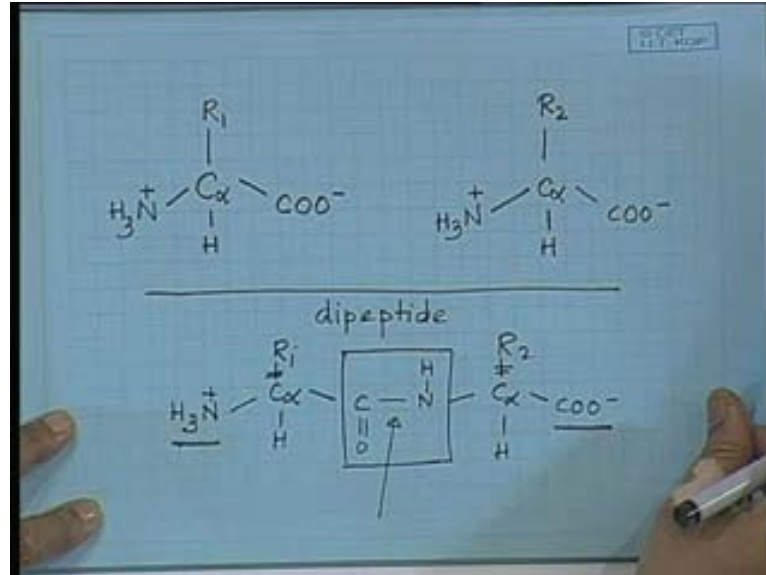 R₁ R₂
H₃N⁺ Cα COO⁻ H₃N⁺ Cα COO⁻
H H
dipeptide
R₁ R₂
H
H₃N⁺ Cα C N Cα COO⁻
H O H